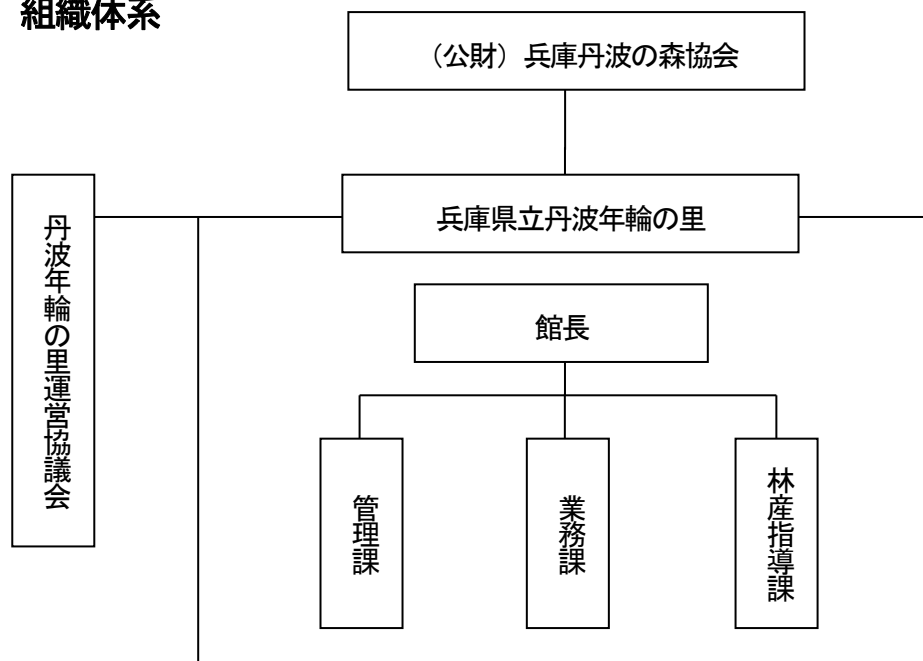 組織体系
（公財）兵庫丹波の森協会
兵庫県立丹波年輪の里
丹波年輪の里運営協議会
館長
管理課
業務課
林産指導課